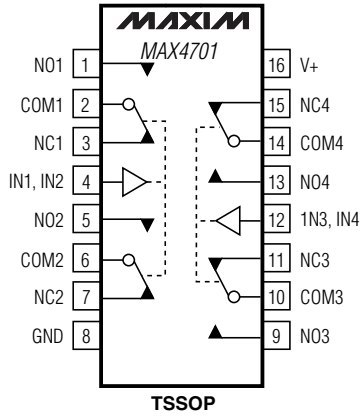 MAXIM
MAX4701
NO1 1
COM1 2
NC1 3
IN1, IN2 4
NO2 5
COM2 6
NC2 7
GND 8
16 V+
15 NC4
14 COM4
13 NO4
12 1N3, IN4
11 NC3
10 COM3
9 NO3
TSSOP